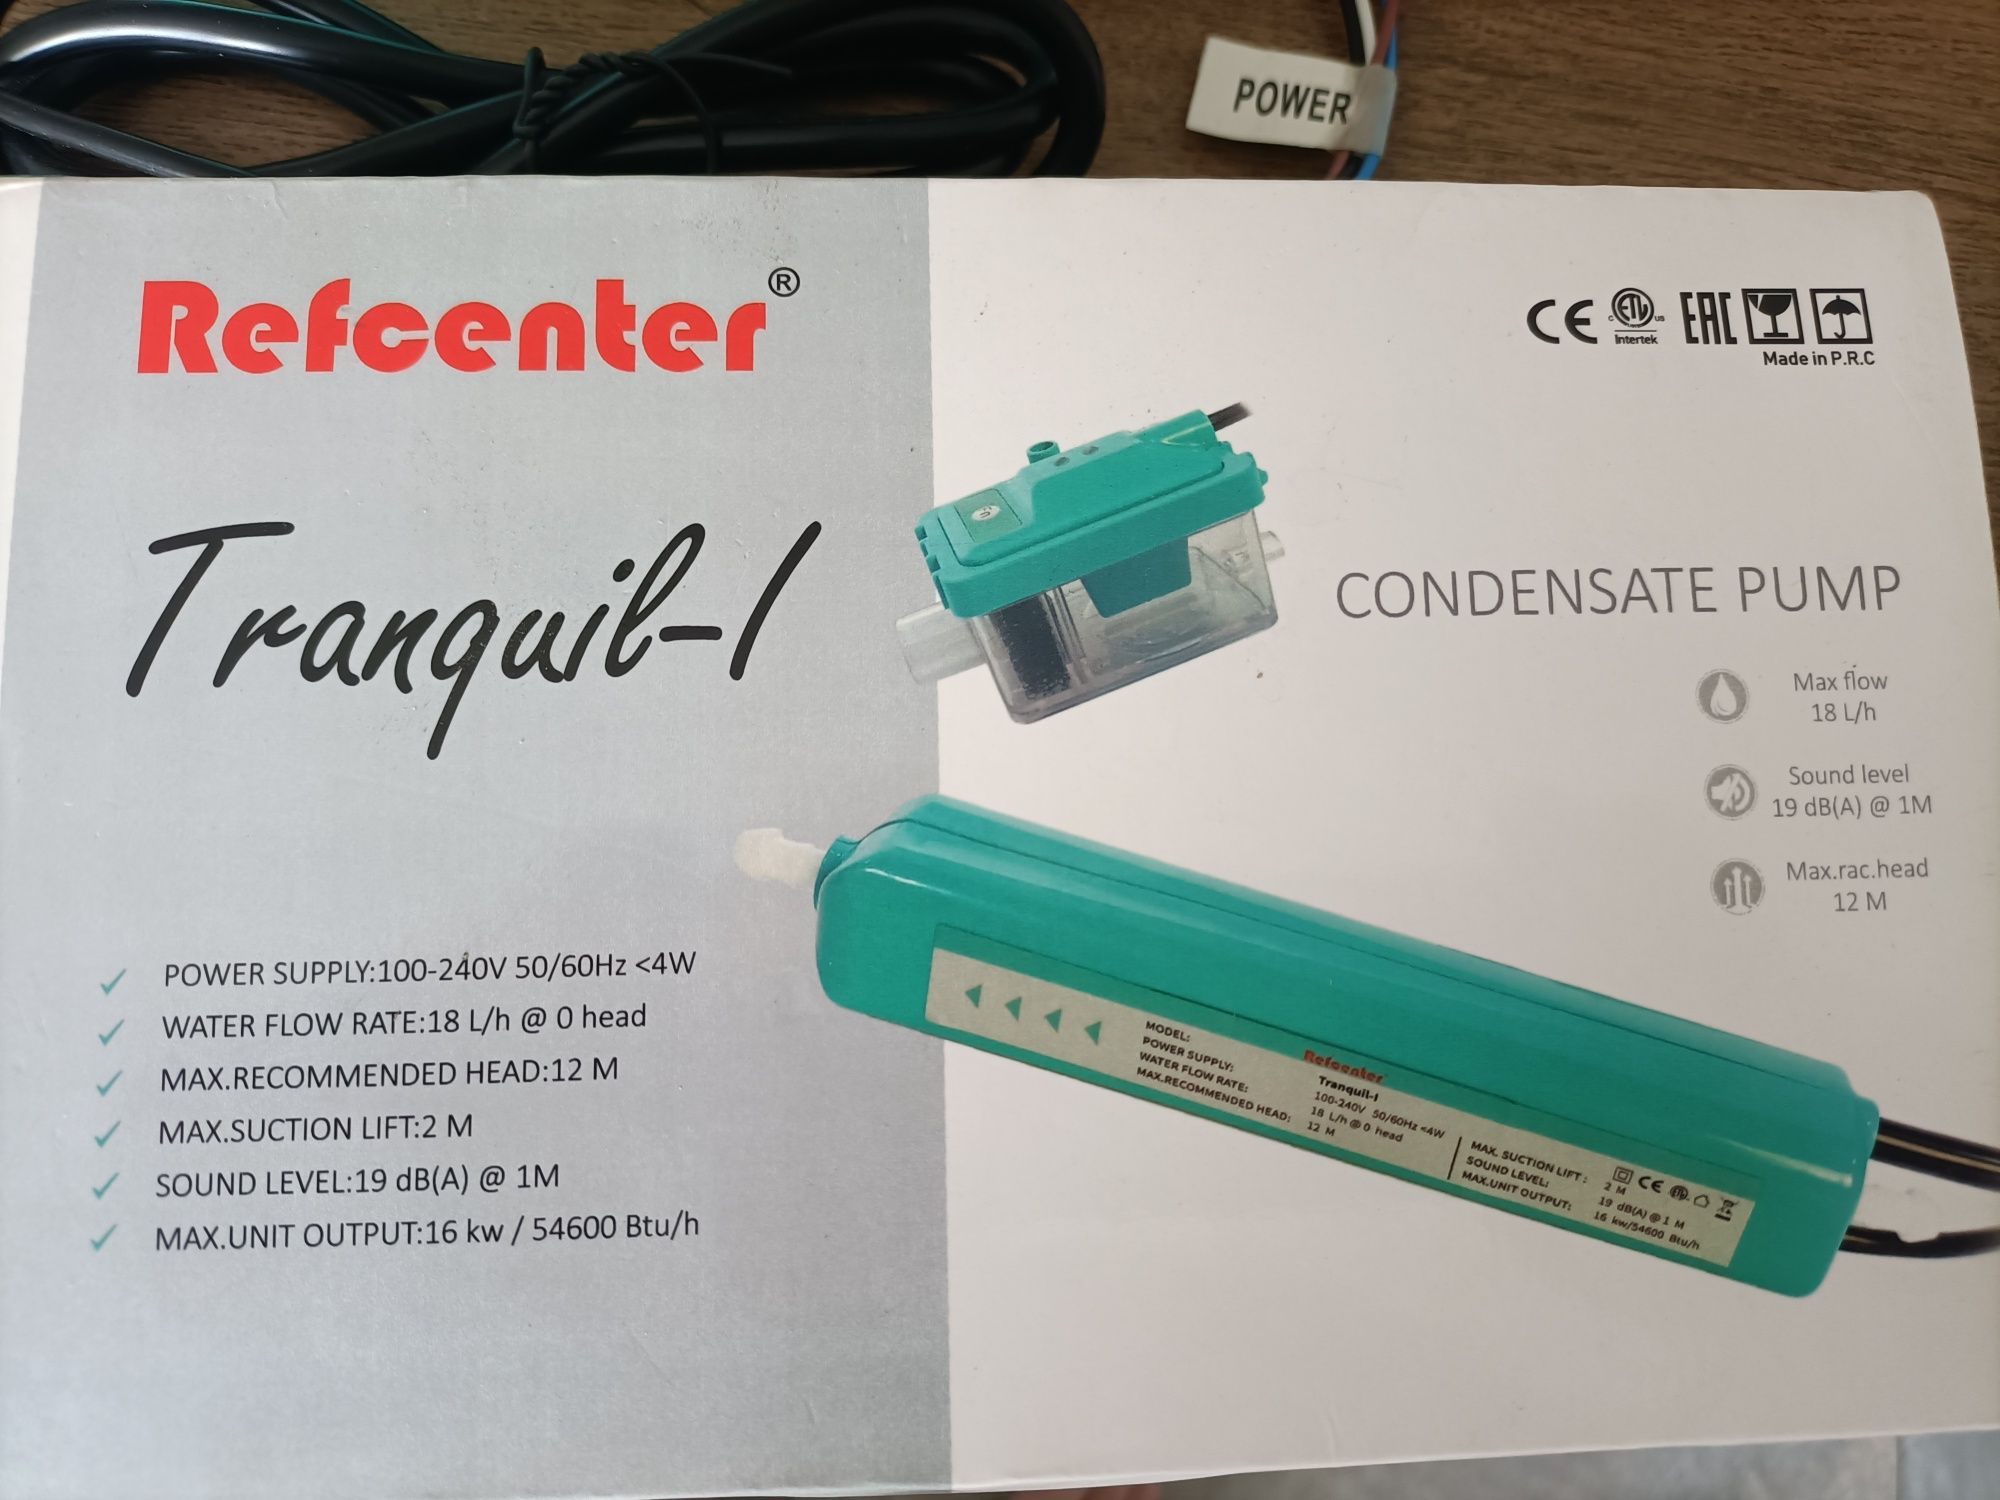 POWER
Refcenter®
Tranquil-I
CE
c ETL us
Intertek
EAC
Made in P.R.C
CONDENSATE PUMP
Max flow
18 L/h
Sound level
19 dB(A) @ 1M
Max.rac.head
12 M
POWER SUPPLY:100-240V 50/60Hz <4W
WATER FLOW RATE:18 L/h @ 0 head
MAX.RECOMMENDED HEAD:12 M
MAX.SUCTION LIFT:2 M
SOUND LEVEL:19 dB(A) @ 1M
MAX.UNIT OUTPUT:16 kw / 54600 Btu/h
Refcenter
MODEL: Tranquil-I
POWER SUPPLY: 100-240V 50/60Hz <4W
WATER FLOW RATE: 18 L/h @ 0 head
MAX.RECOMMENDED HEAD: 12 M
CE
MAX. SUCTION LIFT: 2 M
SOUND LEVEL: 19 dB(A) @ 1 M
MAX.UNIT OUTPUT: 16 kw/54600 Btu/h